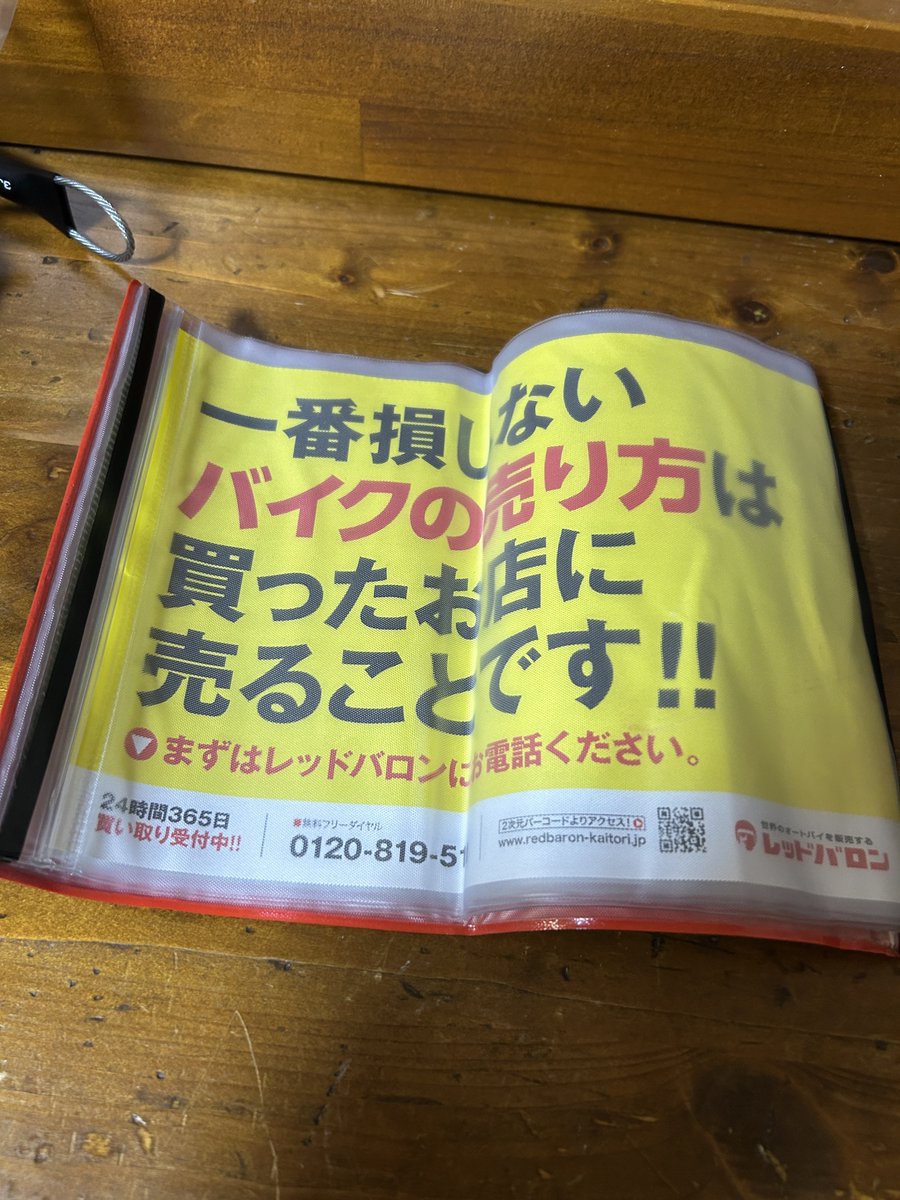 一番損しない
バイクの売り方は
買ったお店に
売ることです!!
まずはレッドバロンにお電話ください。
24時間365日
買い取り受付中!!
無料フリーダイヤル
0120-819-51
2次元バーコードよりアクセス!
www.redbaron-kaitori.jp
世界のオートバイを販売する
レッドバロン